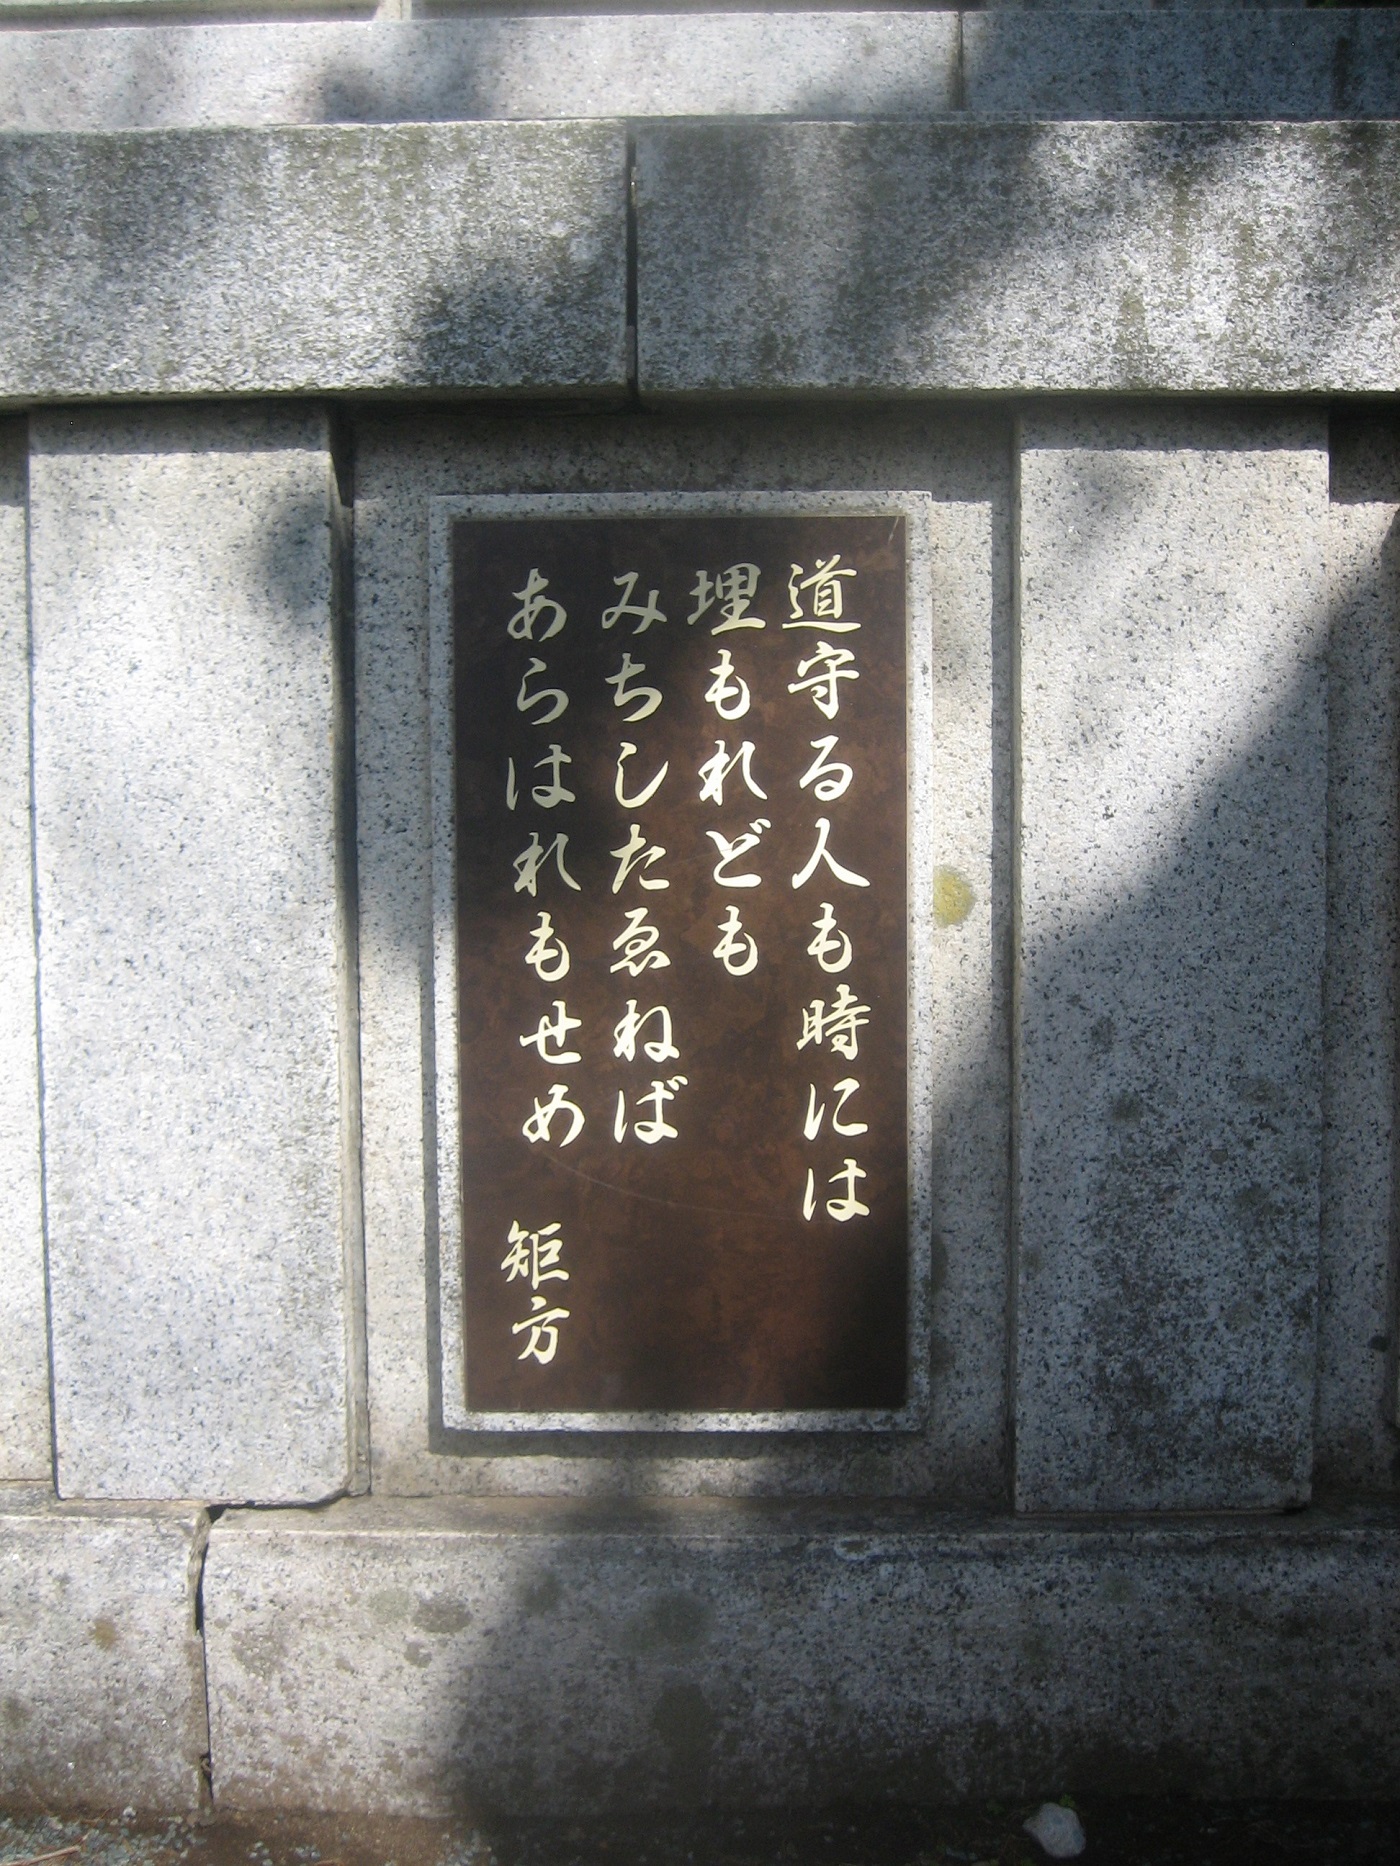 道守る人も時には
埋もれども
みちしたゑねば
あらはれもせめ 矩方